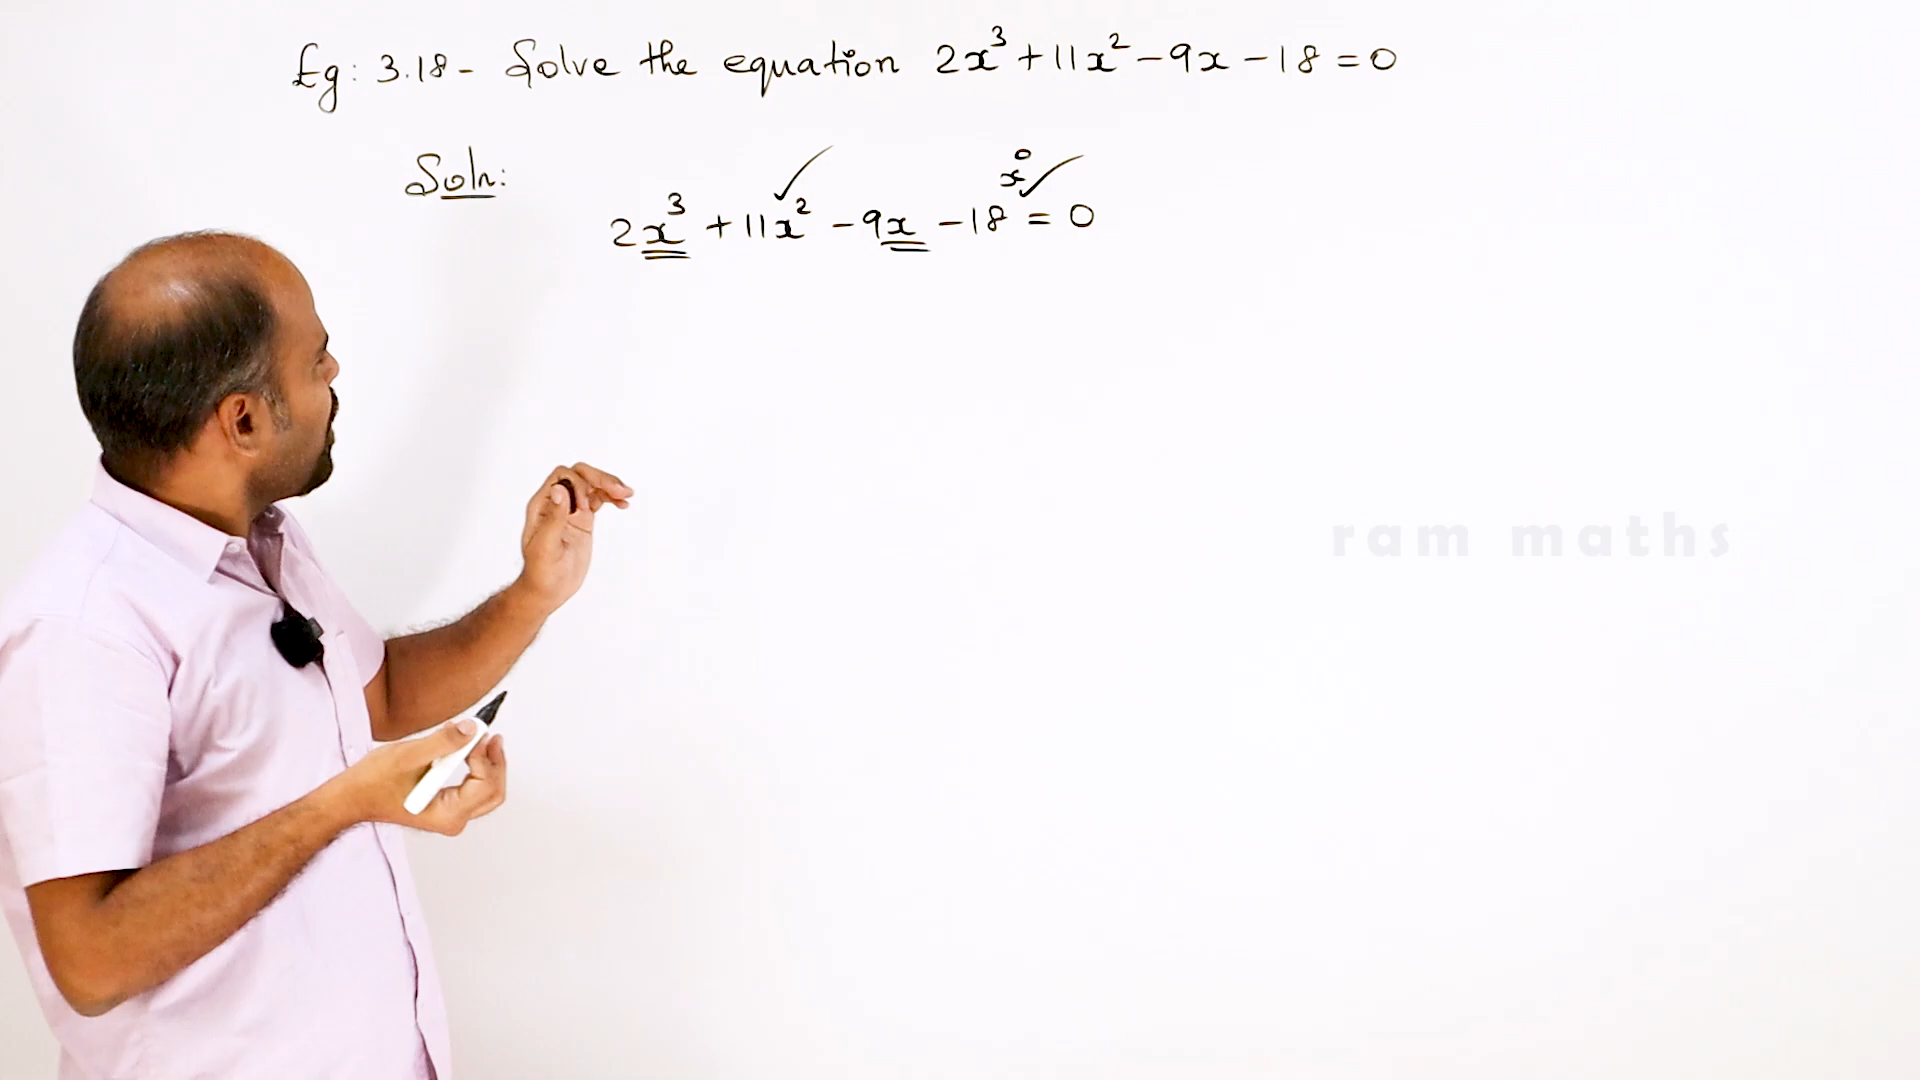 Eg: 3.18 - Solve the equation 2x³ + 11x² - 9x - 18 = 0
Soln:
x⁰
2x³ + 11x² - 9x - 18 = 0
ram maths